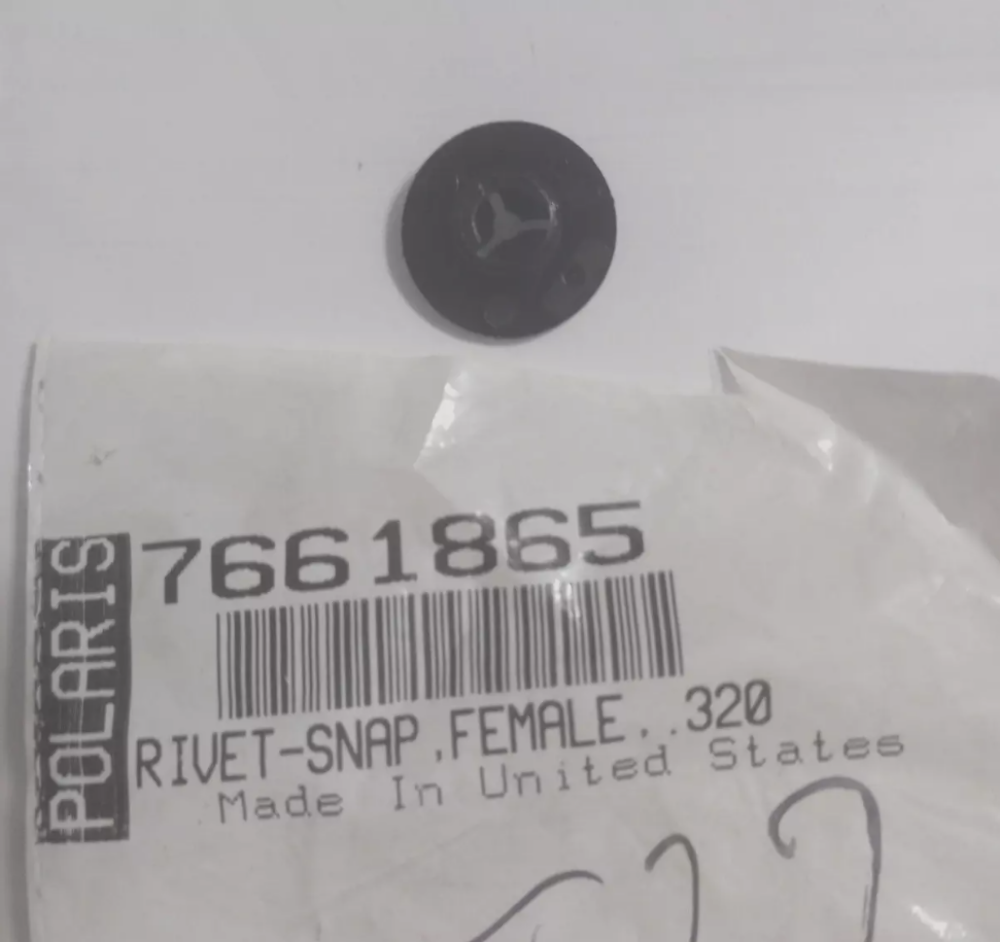 POLARIS
7661865
RIVET-SNAP,FEMALE..320
Made In United States